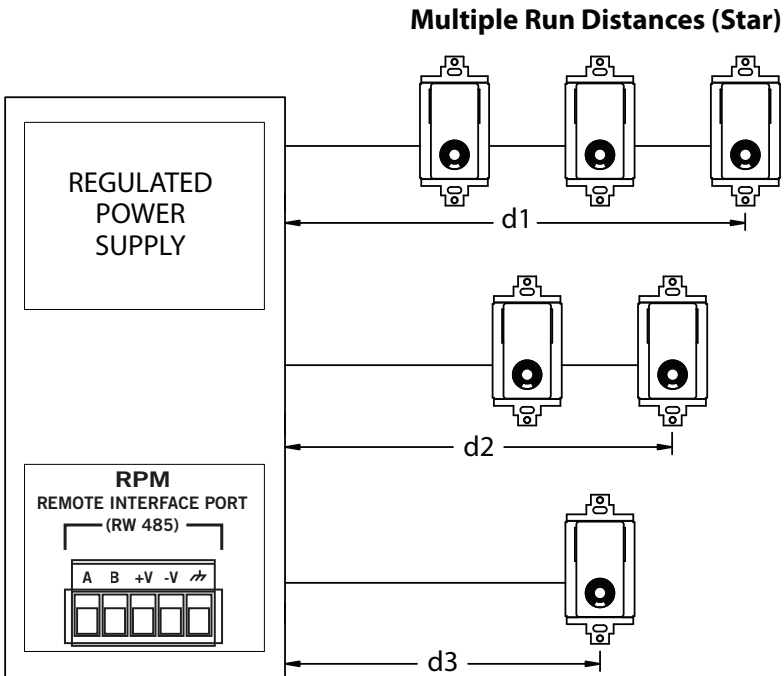 Multiple Run Distances (Star)
REGULATED
POWER
SUPPLY
d1
d2
RPM
REMOTE INTERFACE PORT
(RW 485)
A B +V -V
d3